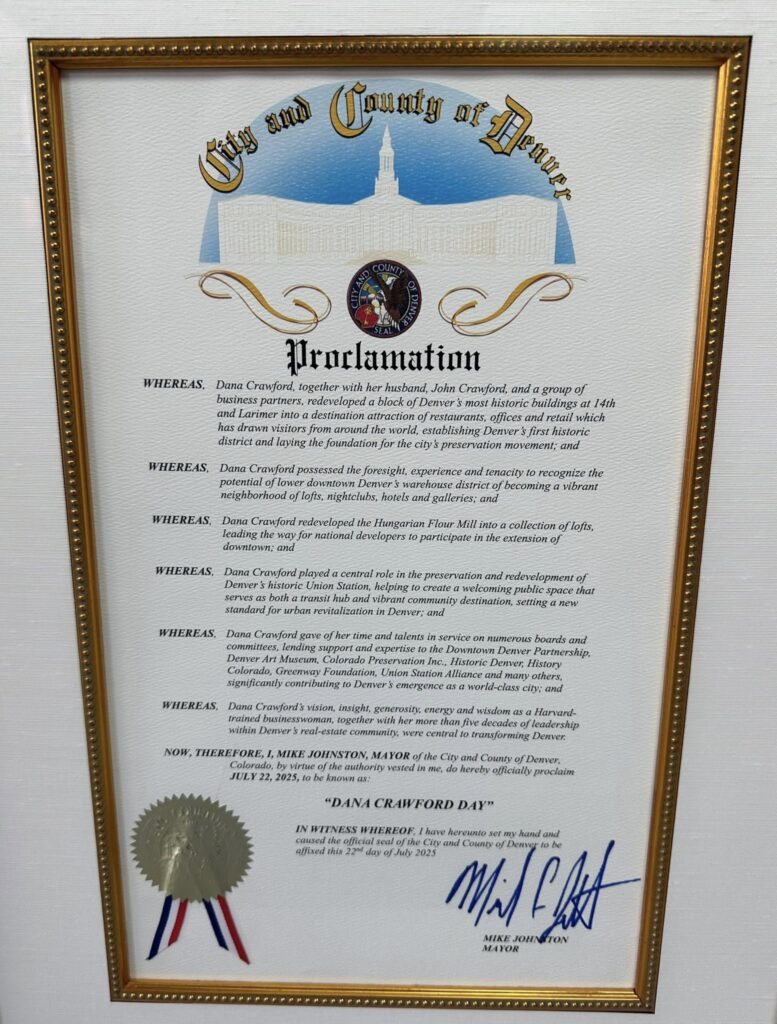 City and County of Denver
CITY AND COUNTY OF DENVER
SEAL
Proclamation
WHEREAS, Dana Crawford, together with her husband, John Crawford, and a group of
business partners, redeveloped a block of Denver's most historic buildings at 14th
and Larimer into a destination attraction of restaurants, offices and retail which
has drawn visitors from around the world, establishing Denver's first historic
district and laying the foundation for the city's preservation movement; and
WHEREAS, Dana Crawford possessed the foresight, experience and tenacity to recognize the
potential of lower downtown Denver's warehouse district of becoming a vibrant
neighborhood of lofts, nightclubs, hotels and galleries; and
WHEREAS, Dana Crawford redeveloped the Hungarian Flour Mill into a collection of lofts,
leading the way for national developers to participate in the extension of
downtown; and
WHEREAS, Dana Crawford played a central role in the preservation and redevelopment of
Denver's historic Union Station, helping to create a welcoming public space that
serves as both a transit hub and vibrant community destination, setting a new
standard for urban revitalization in Denver; and
WHEREAS, Dana Crawford gave of her time and talents in service on numerous boards and
committees, lending support and expertise to the Downtown Denver Partnership,
Denver Art Museum, Colorado Preservation Inc., Historic Denver, History
Colorado, Greenway Foundation, Union Station Alliance and many others,
significantly contributing to Denver's emergence as a world-class city; and
WHEREAS, Dana Crawford's vision, insight, generosity, energy and wisdom as a Harvard-
trained businesswoman, together with her more than five decades of leadership
within Denver's real-estate community, were central to transforming Denver.
NOW, THEREFORE, I, MIKE JOHNSTON, MAYOR of the City and County of Denver,
Colorado, by virtue of the authority vested in me, do hereby officially proclaim
JULY 22, 2025, to be known as:
"DANA CRAWFORD DAY"
IN WITNESS WHEREOF, I have hereunto set my hand and
caused the official seal of the City and County of Denver to be
affixed this 22nd day of July 2025
MIKE JOHNSTON
MAYOR